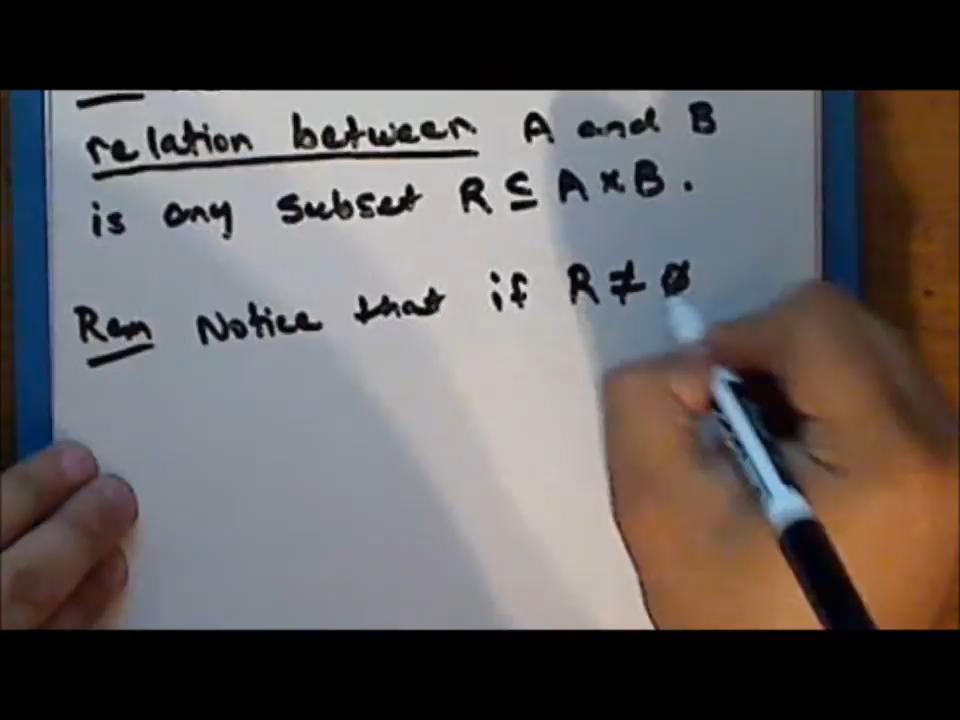 relation between A and B
is any subset R ⊆ A × B.
Rem Notice that if R ≠ ∅